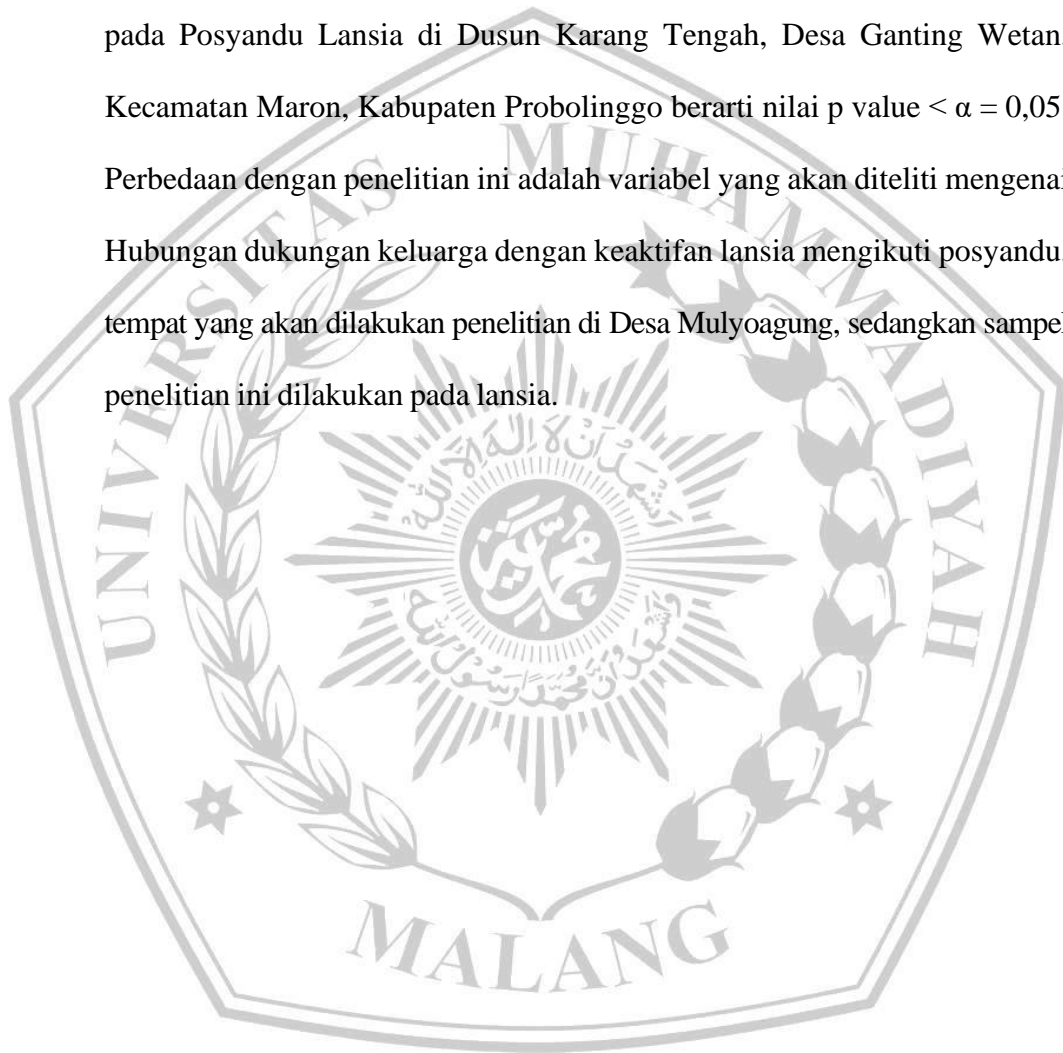 pada Posyandu Lansia di Dusun Karang Tengah, Desa Ganting Wetan,
Kecamatan Maron, Kabupaten Probolinggo berarti nilai p value < α = 0,05
Perbedaan dengan penelitian ini adalah variabel yang akan diteliti mengenai
Hubungan dukungan keluarga dengan keaktifan lansia mengikuti posyandu,
tempat yang akan dilakukan penelitian di Desa Mulyoagung, sedangkan sampel
penelitian ini dilakukan pada lansia.
UNIVERSITAS MUHAMMADIYAH
MALANG